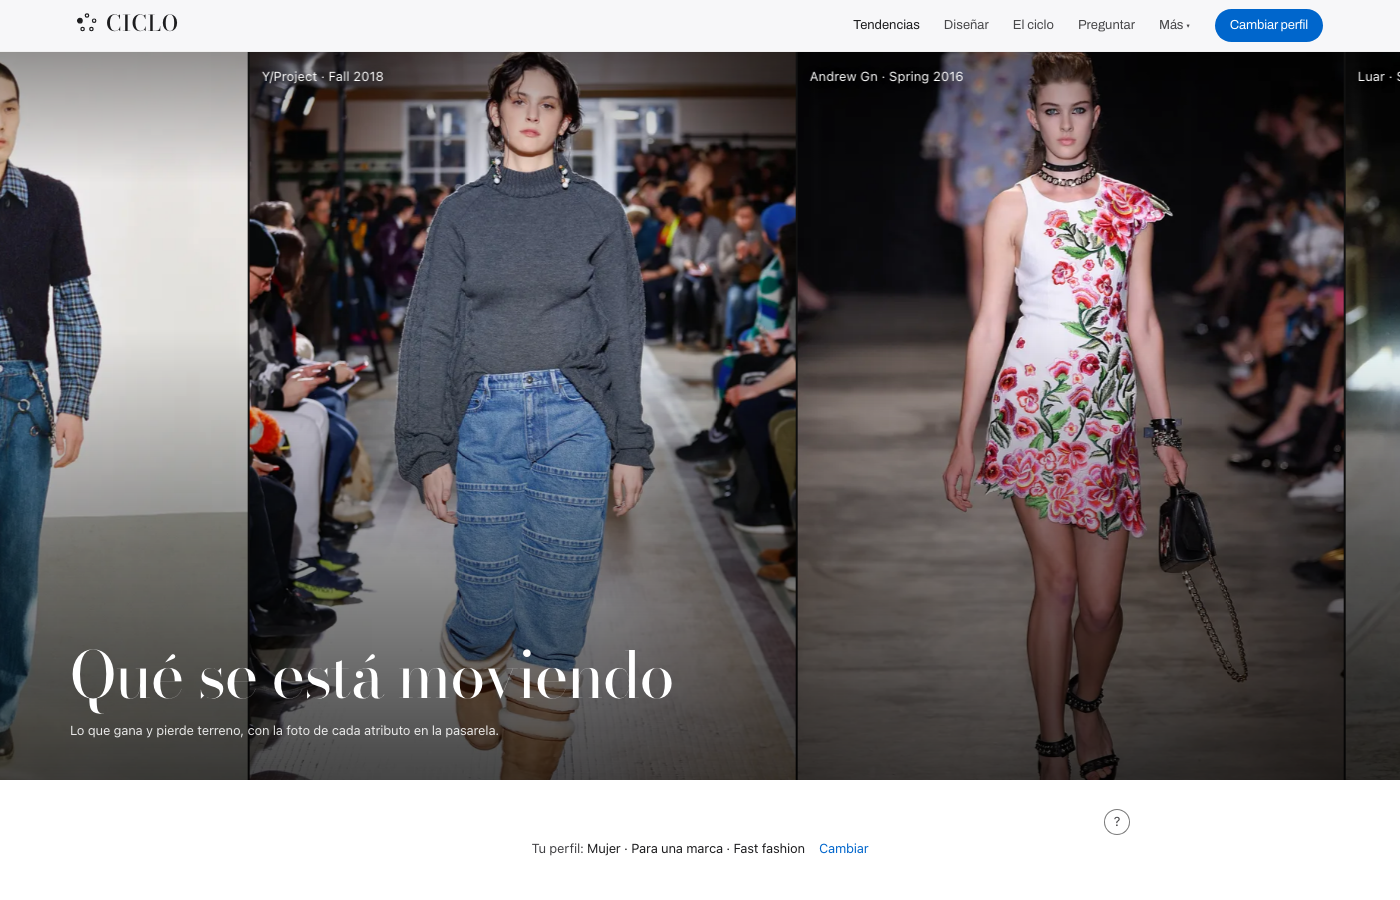 CICLO
Tendencias
Diseñar
El ciclo
Preguntar
Más
Cambiar perfil
Y/Project · Fall 2018
Andrew Gn · Spring 2016
Luar ·
Qué se está moviendo
Lo que gana y pierde terreno, con la foto de cada atributo en la pasarela.
?
Tu perfil: Mujer · Para una marca · Fast fashion Cambiar